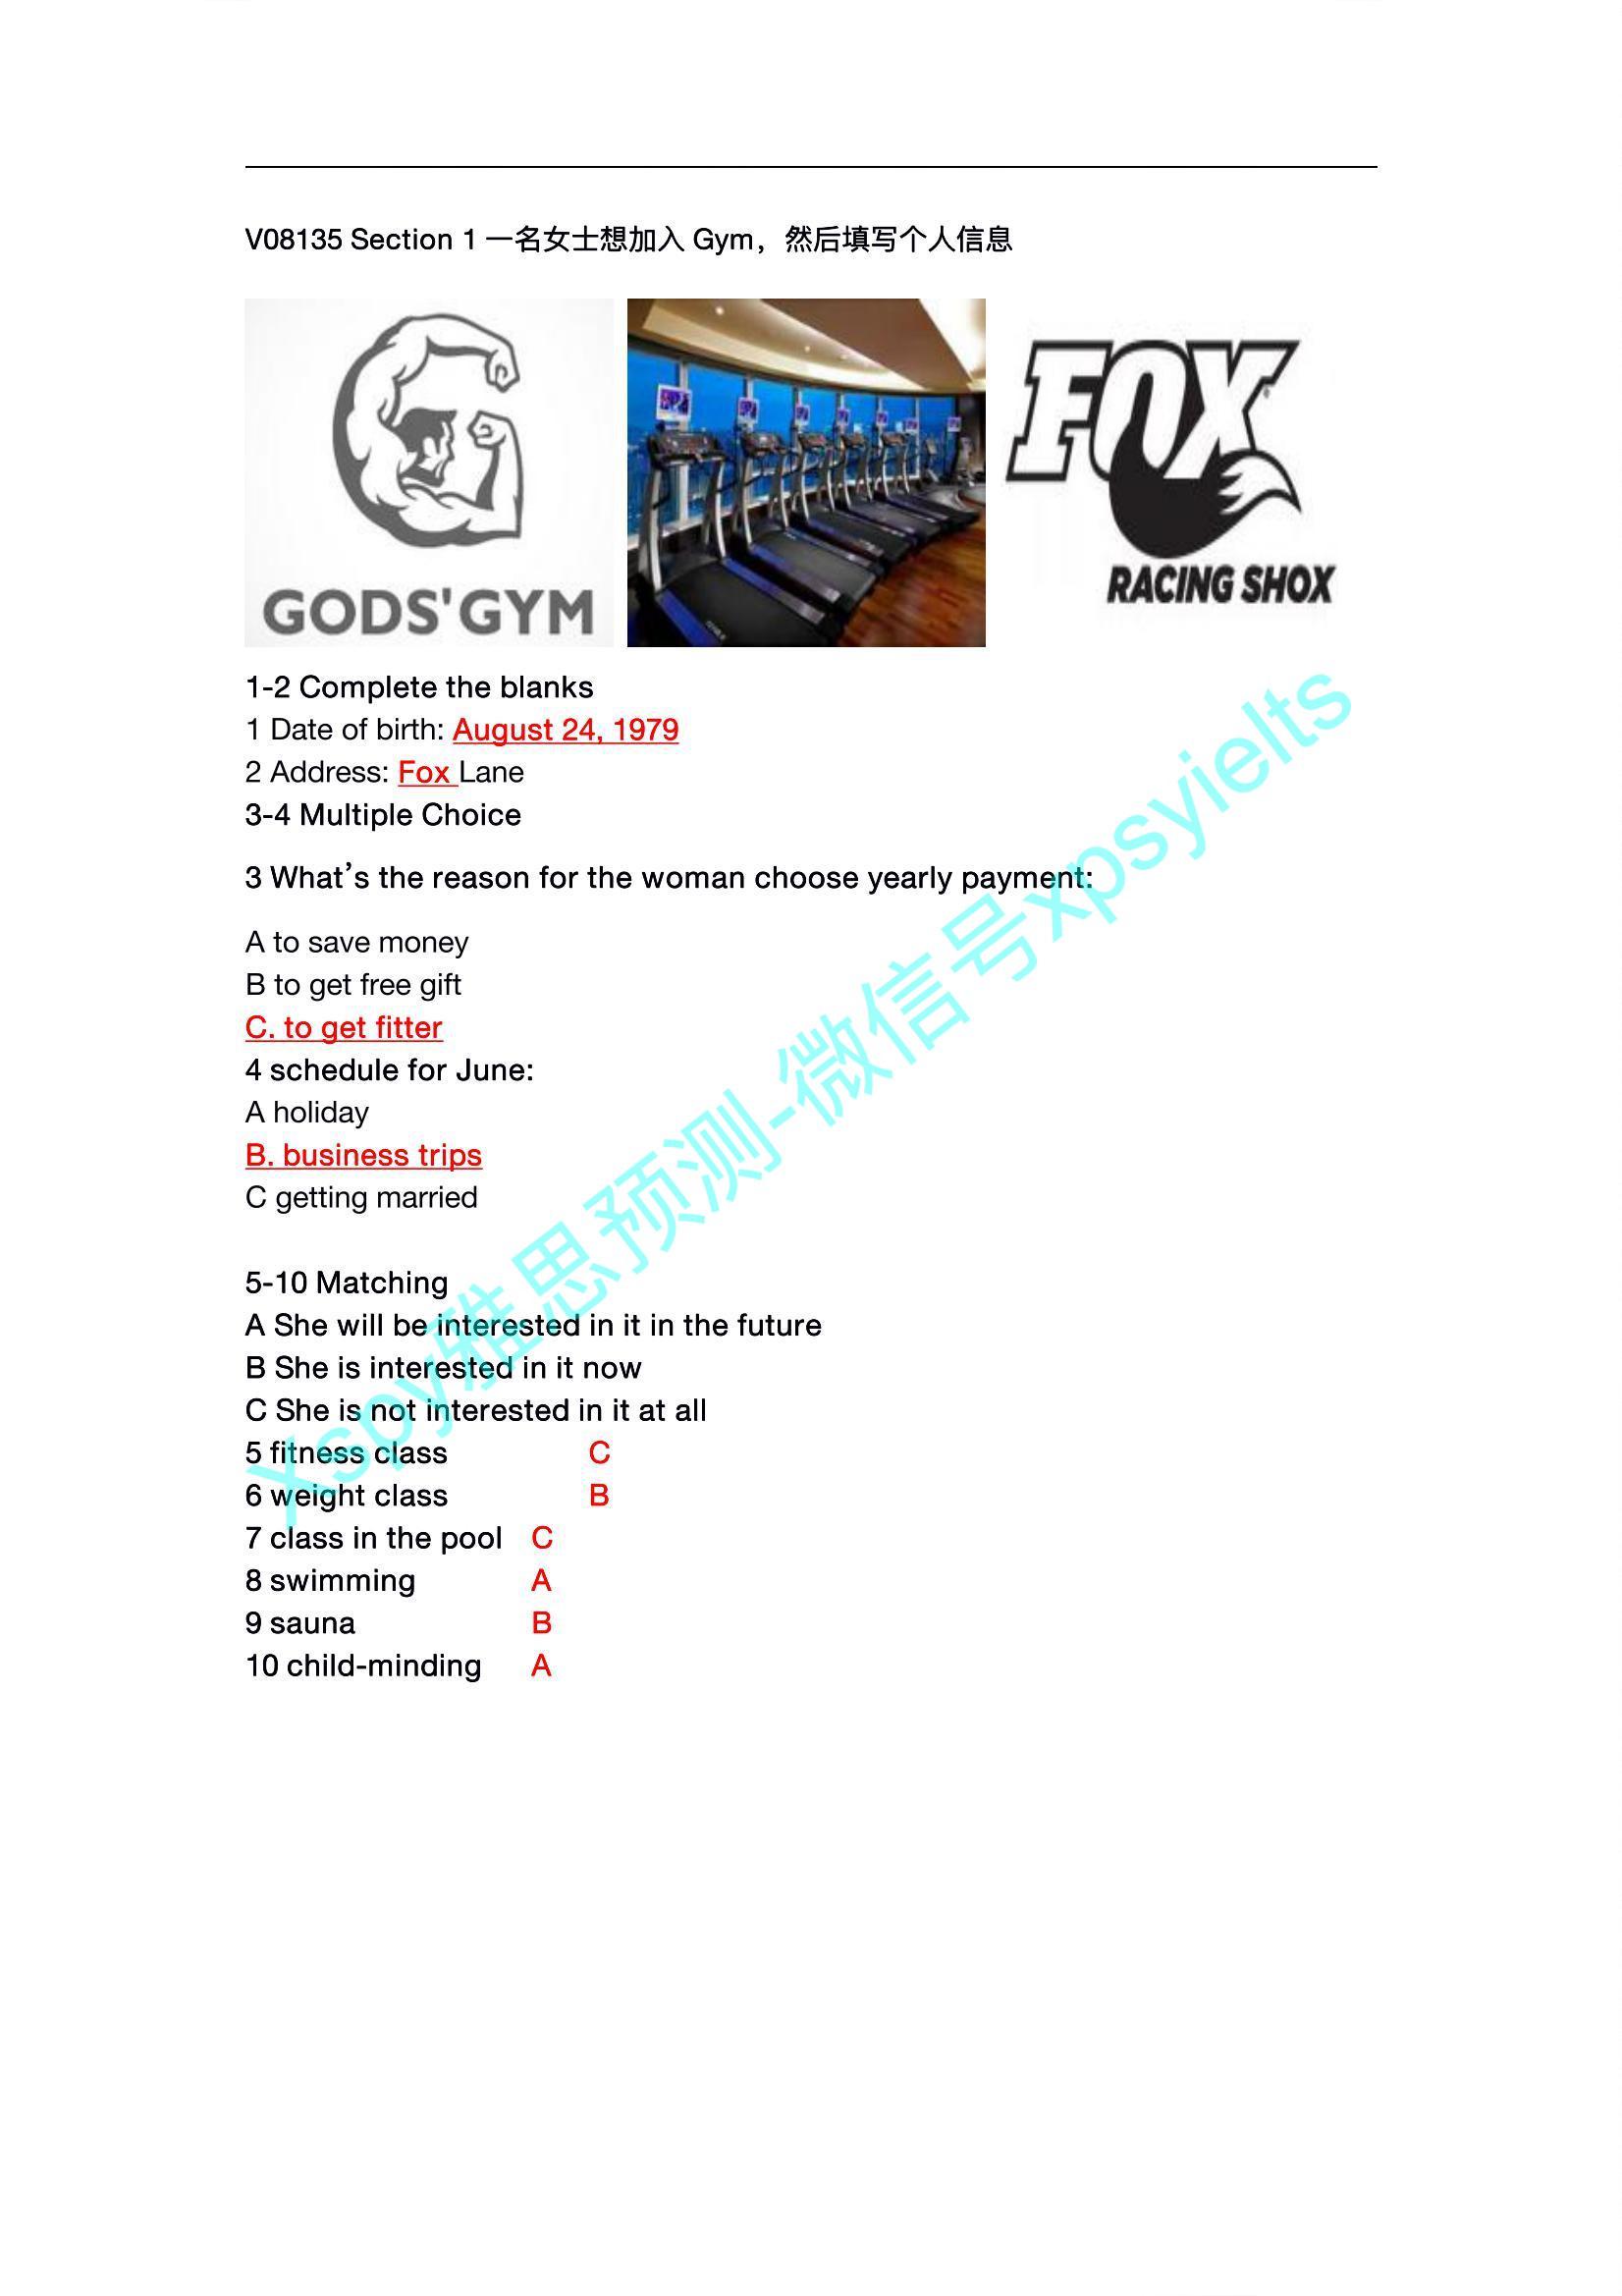 V08135 Section 1 一名女士想加入 Gym，然后填写个人信息
GODS'GYM
FOX
RACING SHOX
1-2 Complete the blanks
1 Date of birth: August 24, 1979
2 Address: Fox Lane
3-4 Multiple Choice
3 What's the reason for the woman choose yearly payment:
A to save money
B to get free gift
C. to get fitter
4 schedule for June:
A holiday
B. business trips
C getting married
5-10 Matching
A She will be interested in it in the future
B She is interested in it now
C She is not interested in it at all
5 fitness class C
6 weight class B
7 class in the pool C
8 swimming A
9 sauna B
10 child-minding A
Xspy雅思预测-微信号xpsyielts